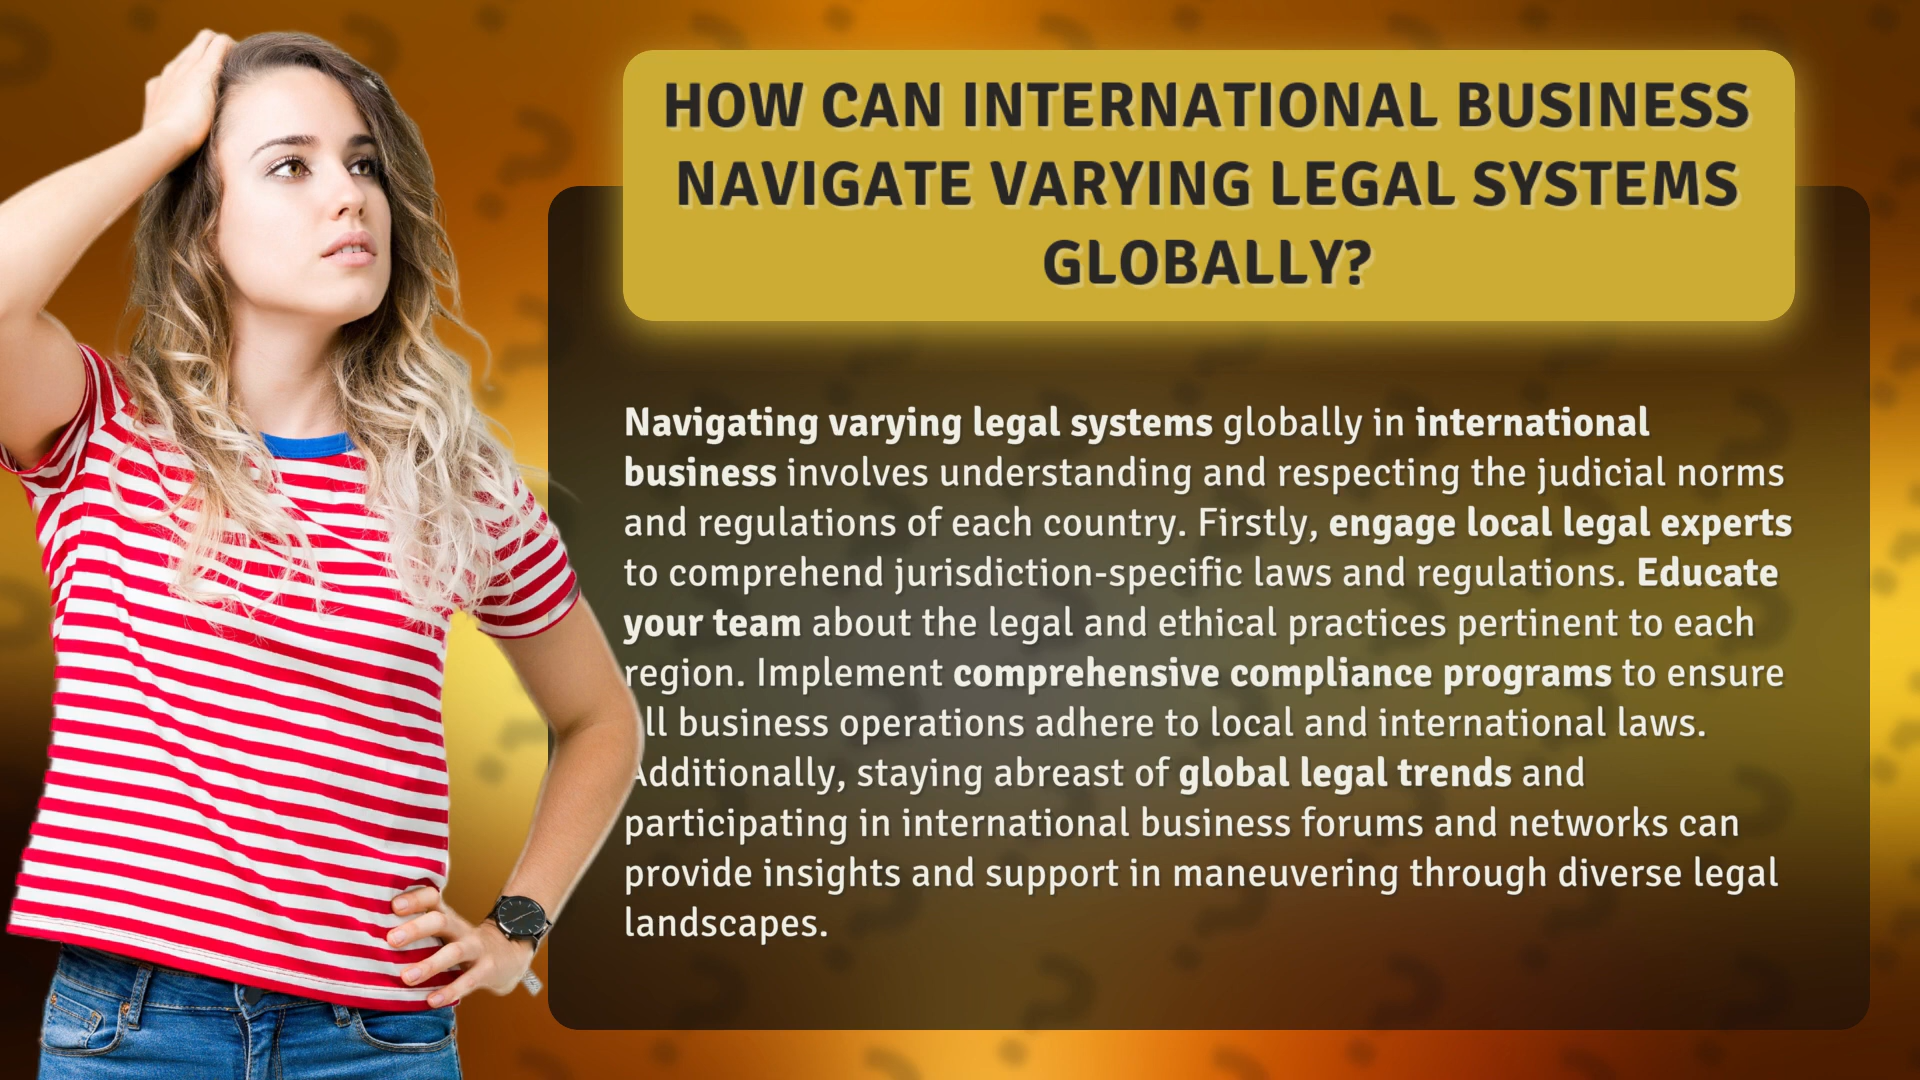 HOW CAN INTERNATIONAL BUSINESS
NAVIGATE VARYING LEGAL SYSTEMS
GLOBALLY?
Navigating varying legal systems globally in international
business involves understanding and respecting the judicial norms
and regulations of each country. Firstly, engage local legal experts
to comprehend jurisdiction-specific laws and regulations. Educate
your team about the legal and ethical practices pertinent to each
region. Implement comprehensive compliance programs to ensure
all business operations adhere to local and international laws.
Additionally, staying abreast of global legal trends and
participating in international business forums and networks can
provide insights and support in maneuvering through diverse legal
landscapes.